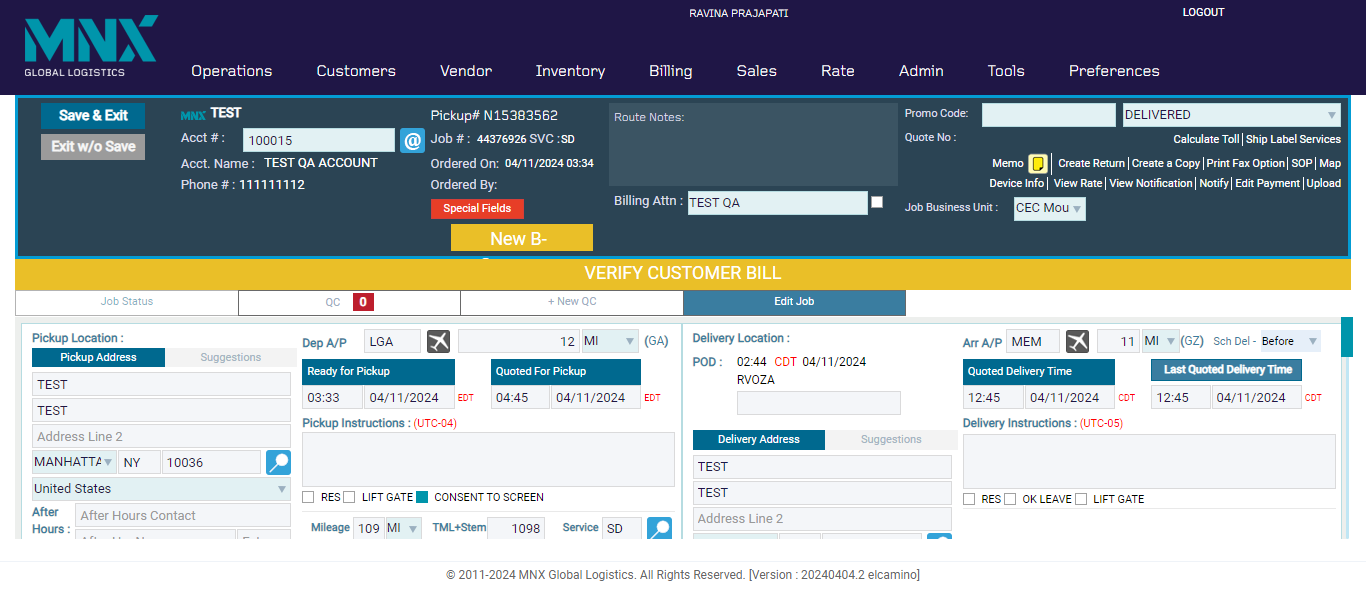 RAVINA PRAJAPATI
LOGOUT
MNX
GLOBAL LOGISTICS
Operations Customers Vendor Inventory Billing Sales Rate Admin Tools Preferences
Save & Exit
Exit w/o Save
MNX TEST
Acct # : 100015 @
Acct. Name : TEST QA ACCOUNT
Phone # : 111111112
Pickup# N15383562
Job # : 44376926 SVC :SD
Ordered On: 04/11/2024 03:34
Ordered By:
Special Fields
New B-
Route Notes:
Billing Attn : TEST QA
Promo Code: DELIVERED
Quote No :
Calculate Toll| Ship Label Services
Memo | Create Return| Create a Copy| Print Fax Option| SOP| Map
Device Info| View Rate| View Notification| Notify| Edit Payment| Upload
Job Business Unit : CEC Mou
VERIFY CUSTOMER BILL
Job Status QC 0 + New QC Edit Job
Pickup Location :
Pickup Address Suggestions
TEST
TEST
Address Line 2
MANHATTA NY 10036
United States
After Hours : After Hours Contact
Dep A/P LGA 12 MI (GA)
Ready for Pickup Quoted For Pickup
03:33 04/11/2024 EDT 04:45 04/11/2024 EDT
Pickup Instructions : (UTC-04)
RES LIFT GATE CONSENT TO SCREEN
Mileage 109 MI TML+Stem 1098 Service SD
Delivery Location :
POD : 02:44 CDT 04/11/2024
RVOZA
Delivery Address Suggestions
TEST
TEST
Address Line 2
Arr A/P MEM 11 MI (GZ) Sch Del - Before
Quoted Delivery Time Last Quoted Delivery Time
12:45 04/11/2024 CDT 12:45 04/11/2024 CDT
Delivery Instructions : (UTC-05)
RES OK LEAVE LIFT GATE
© 2011-2024 MNX Global Logistics. All Rights Reserved. [Version : 20240404.2 elcamino]